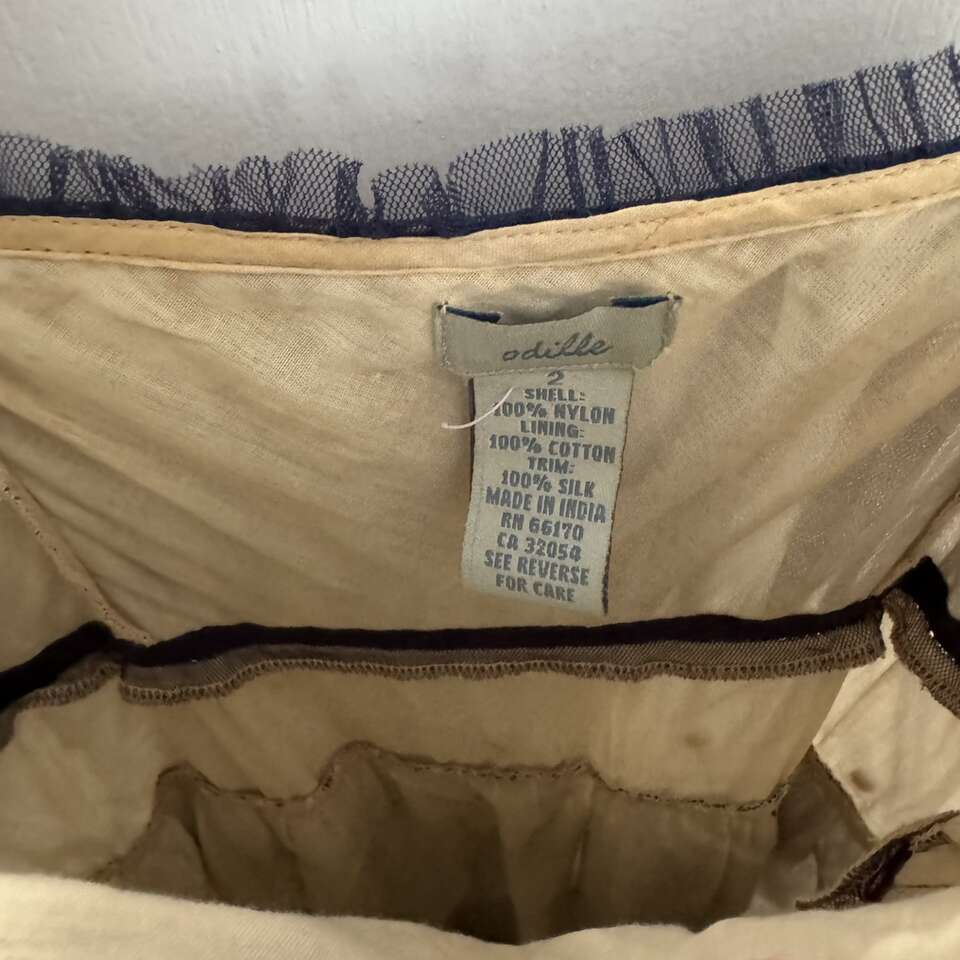 odille
2
SHELL:
100% NYLON
LINING:
100% COTTON
TRIM:
100% SILK
MADE IN INDIA
RN 66170
CA 32054
SEE REVERSE
FOR CARE